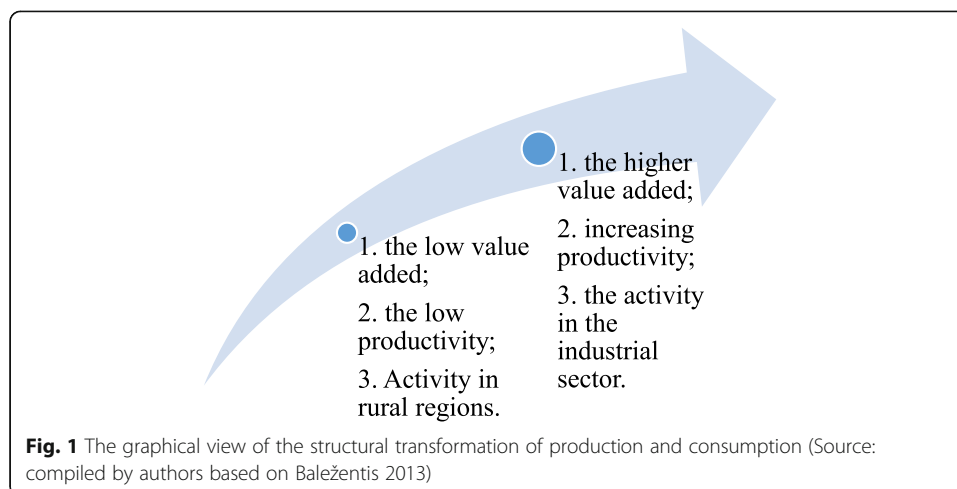 1. the low value
added;
2. the low
productivity;
3. Activity in
rural regions.
1. the higher
value added;
2. increasing
productivity;
3. the activity
in the
industrial
sector.
Fig. 1 The graphical view of the structural transformation of production and consumption (Source:
compiled by authors based on Baležentis 2013)